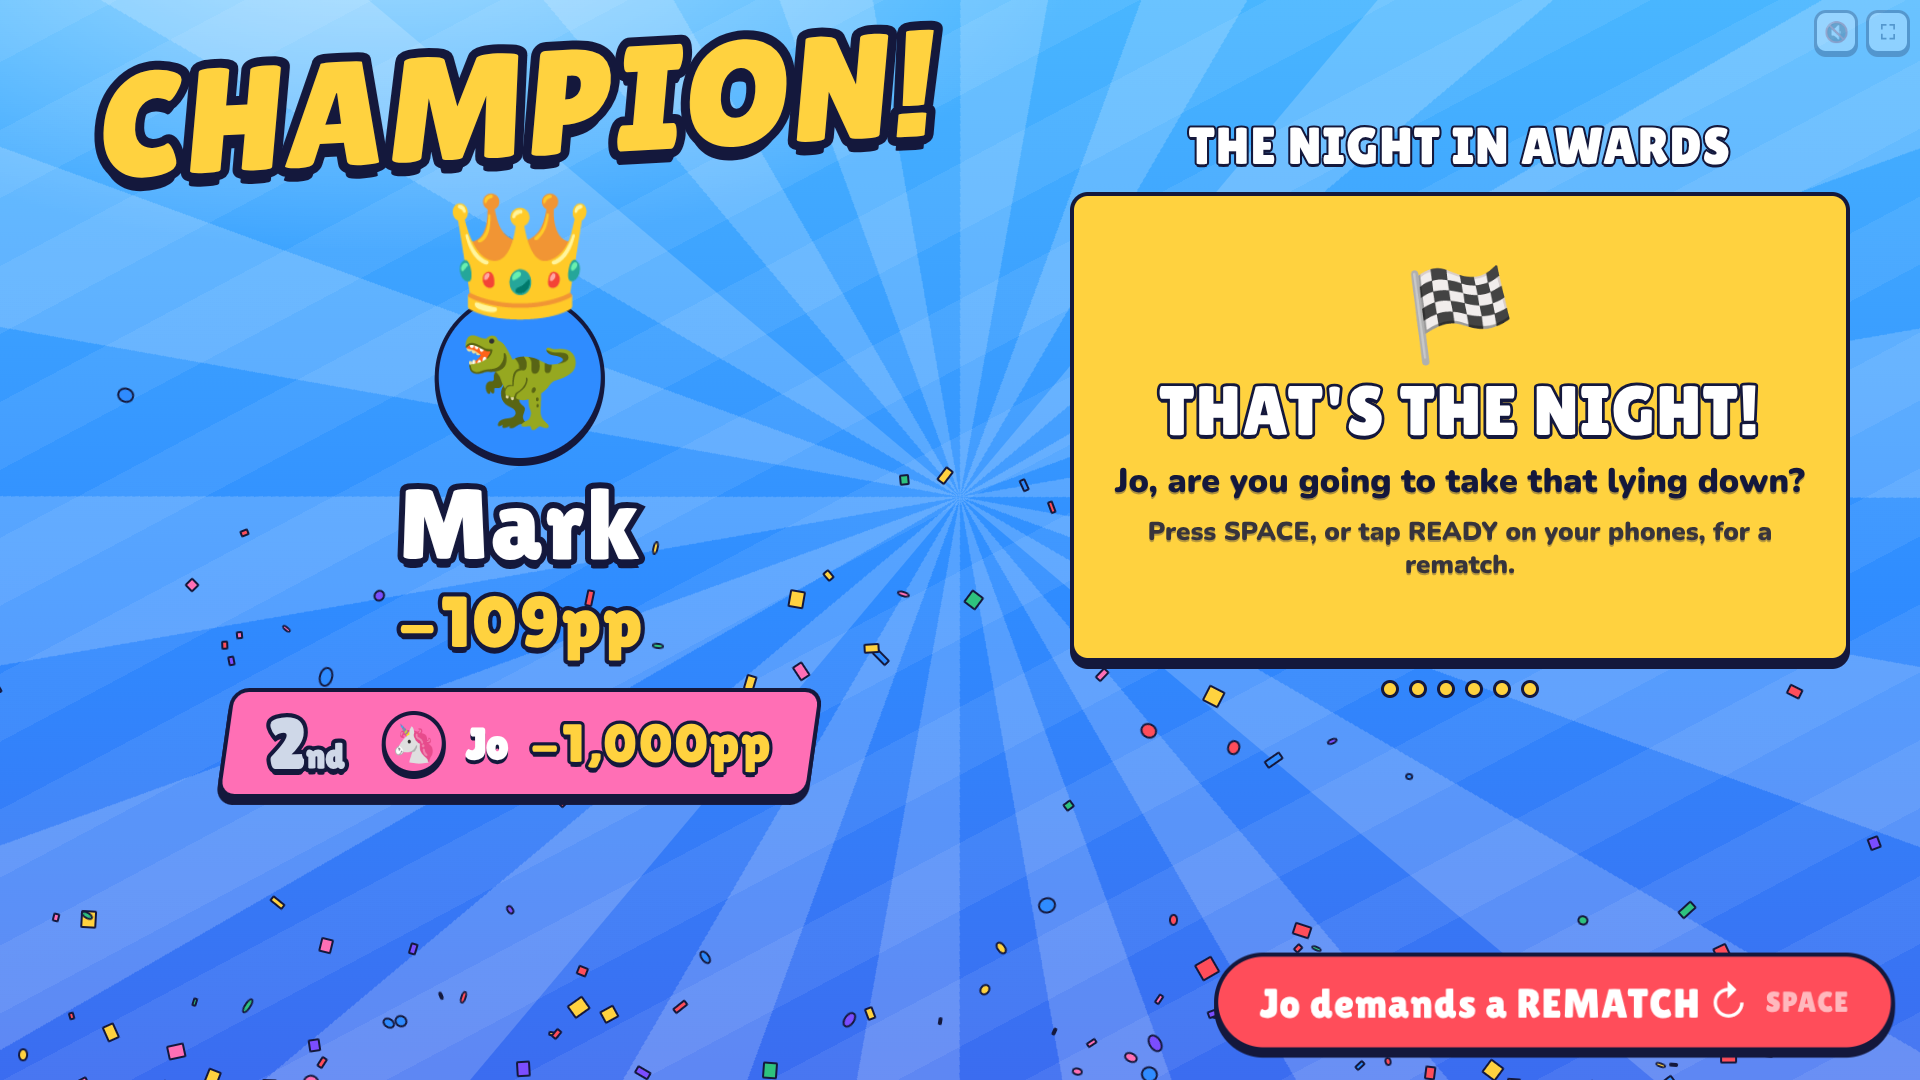 CHAMPION!
Mark
–109pp
2nd Jo –1,000pp
THE NIGHT IN AWARDS
THAT'S THE NIGHT!
Jo, are you going to take that lying down?
Press SPACE, or tap READY on your phones, for a
rematch.
Jo demands a REMATCH SPACE